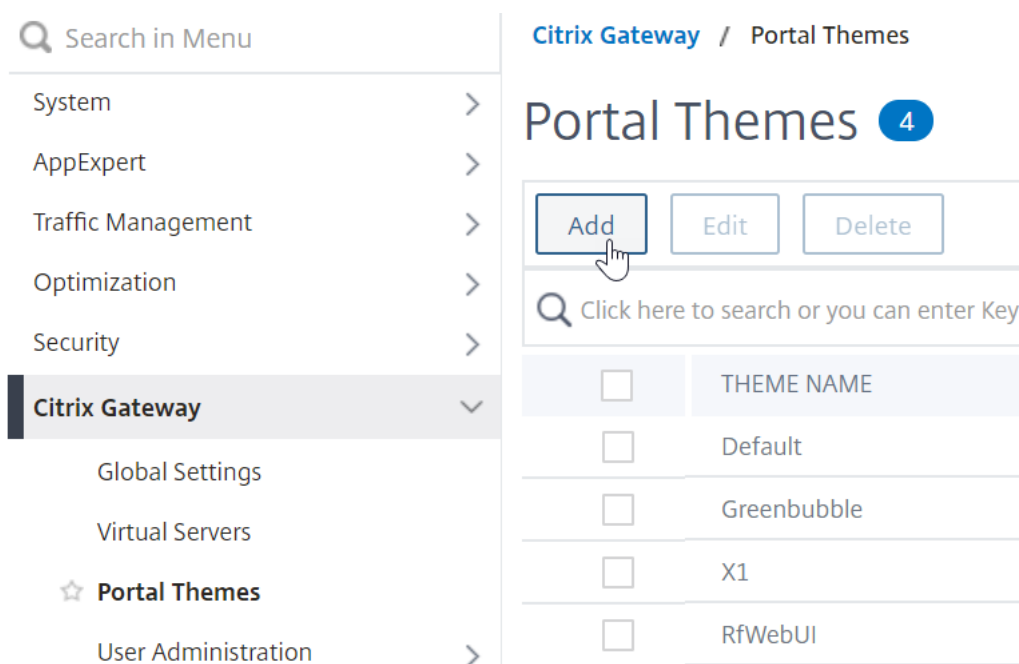 Search in Menu
System
AppExpert
Traffic Management
Optimization
Security
Citrix Gateway
Global Settings
Virtual Servers
Portal Themes
User Administration
Citrix Gateway / Portal Themes
Portal Themes 4
Add Edit Delete
Click here to search or you can enter Key
THEME NAME
Default
Greenbubble
X1
RfWebUI